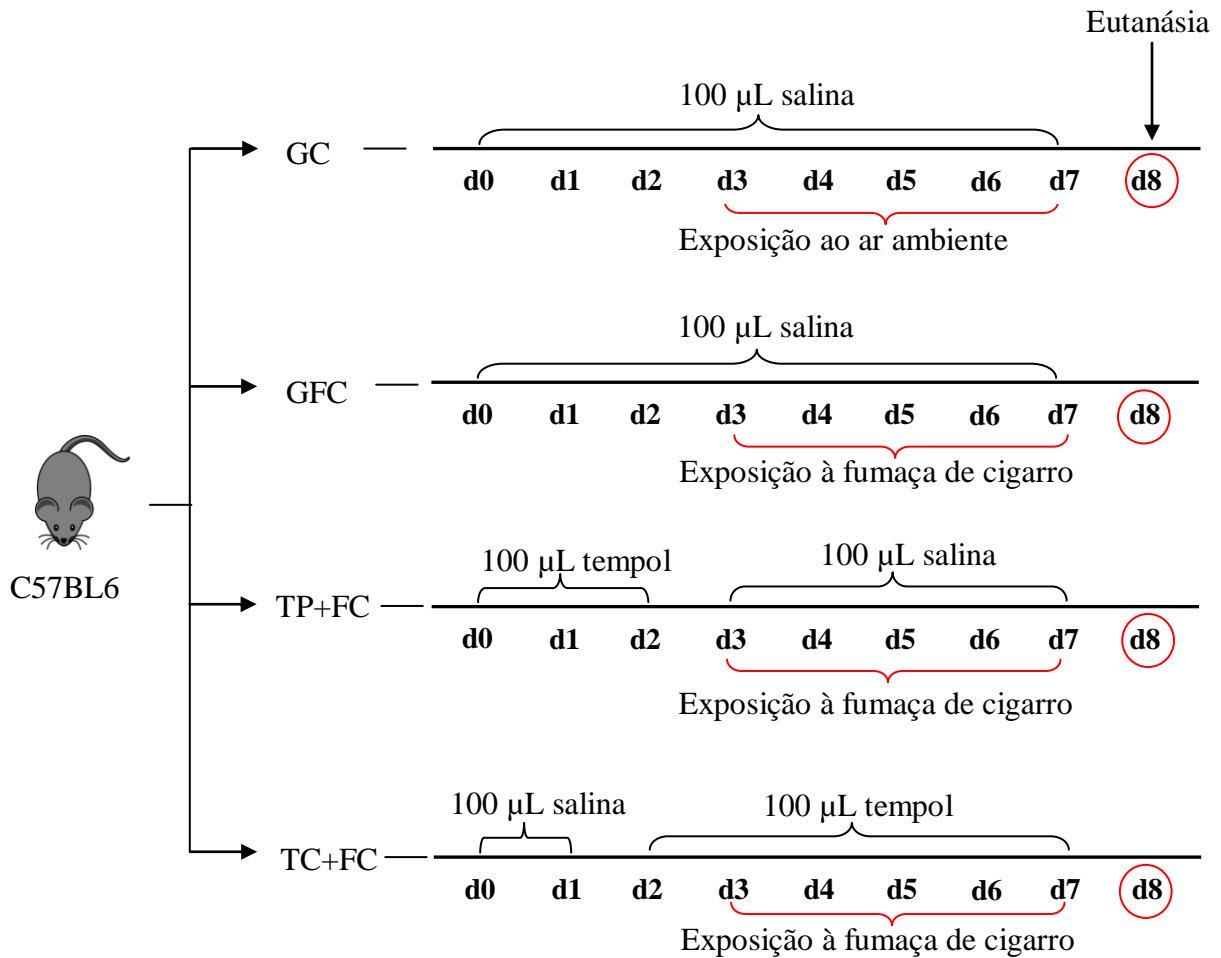 Eutanásia
100 µL salina
GC
d0 d1 d2 d3 d4 d5 d6 d7 d8
Exposição ao ar ambiente
100 µL salina
GFC
d0 d1 d2 d3 d4 d5 d6 d7 d8
Exposição à fumaça de cigarro
C57BL6
100 µL tempol 100 µL salina
TP+FC
d0 d1 d2 d3 d4 d5 d6 d7 d8
Exposição à fumaça de cigarro
100 µL salina 100 µL tempol
TC+FC
d0 d1 d2 d3 d4 d5 d6 d7 d8
Exposição à fumaça de cigarro